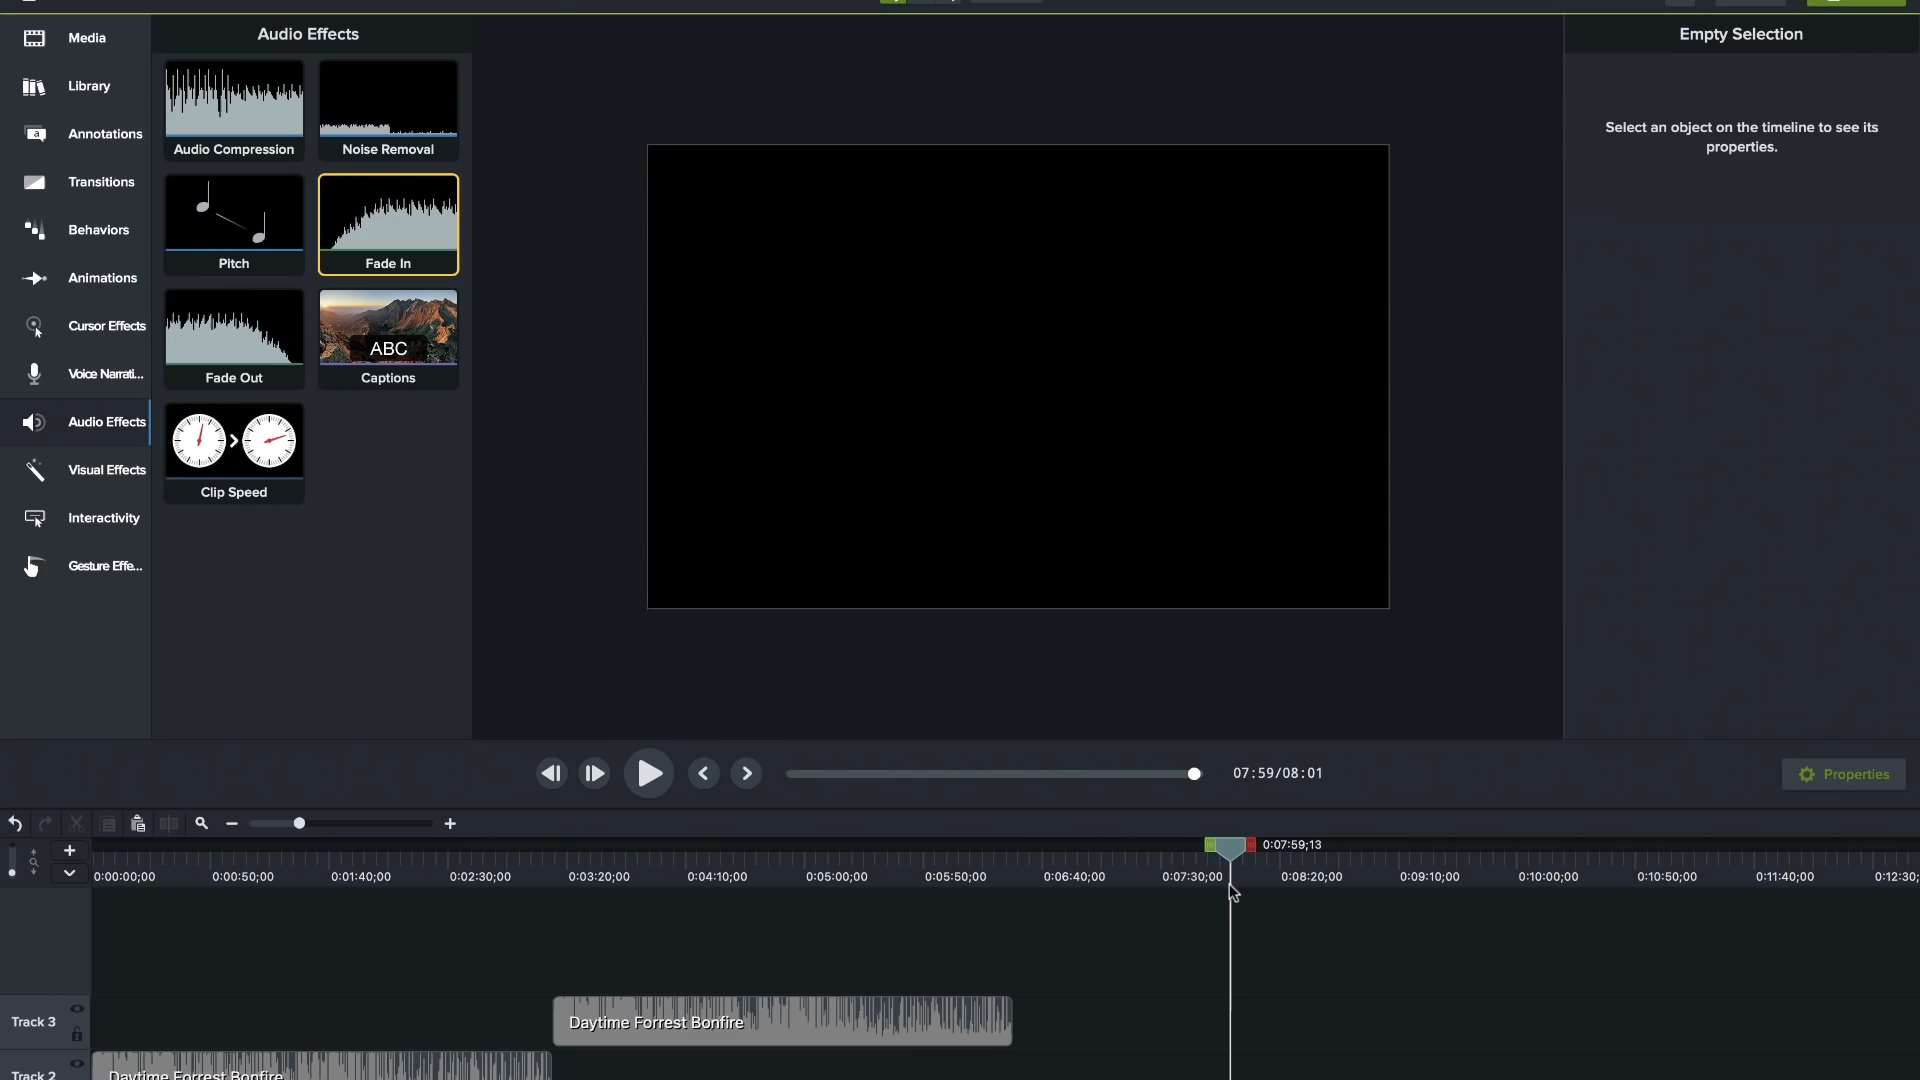 Media
Library
a
Annotations
Transitions
Behaviors
Animations
Cursor Effects
Voice Narrati...
Audio Effects
Visual Effects
Interactivity
Gesture Effe...
Audio Effects
Audio Compression
Noise Removal
Pitch
Fade In
ABC
Fade Out
Captions
Clip Speed
Empty Selection
Select an object on the timeline to see its
properties.
07:59/08:01
Properties
0:07:59;13
0:00:00;00
0:00:50;00
0:01:40;00
0:02:30;00
0:03:20;00
0:04:10;00
0:05:00;00
0:05:50;00
0:06:40;00
0:07:30;00
0:08:20;00
0:09:10;00
0:10:00;00
0:10:50;00
0:11:40;00
0:12:30;
Track 3
Daytime Forrest Bonfire
Track 2
Daytime Forrest Bonfire